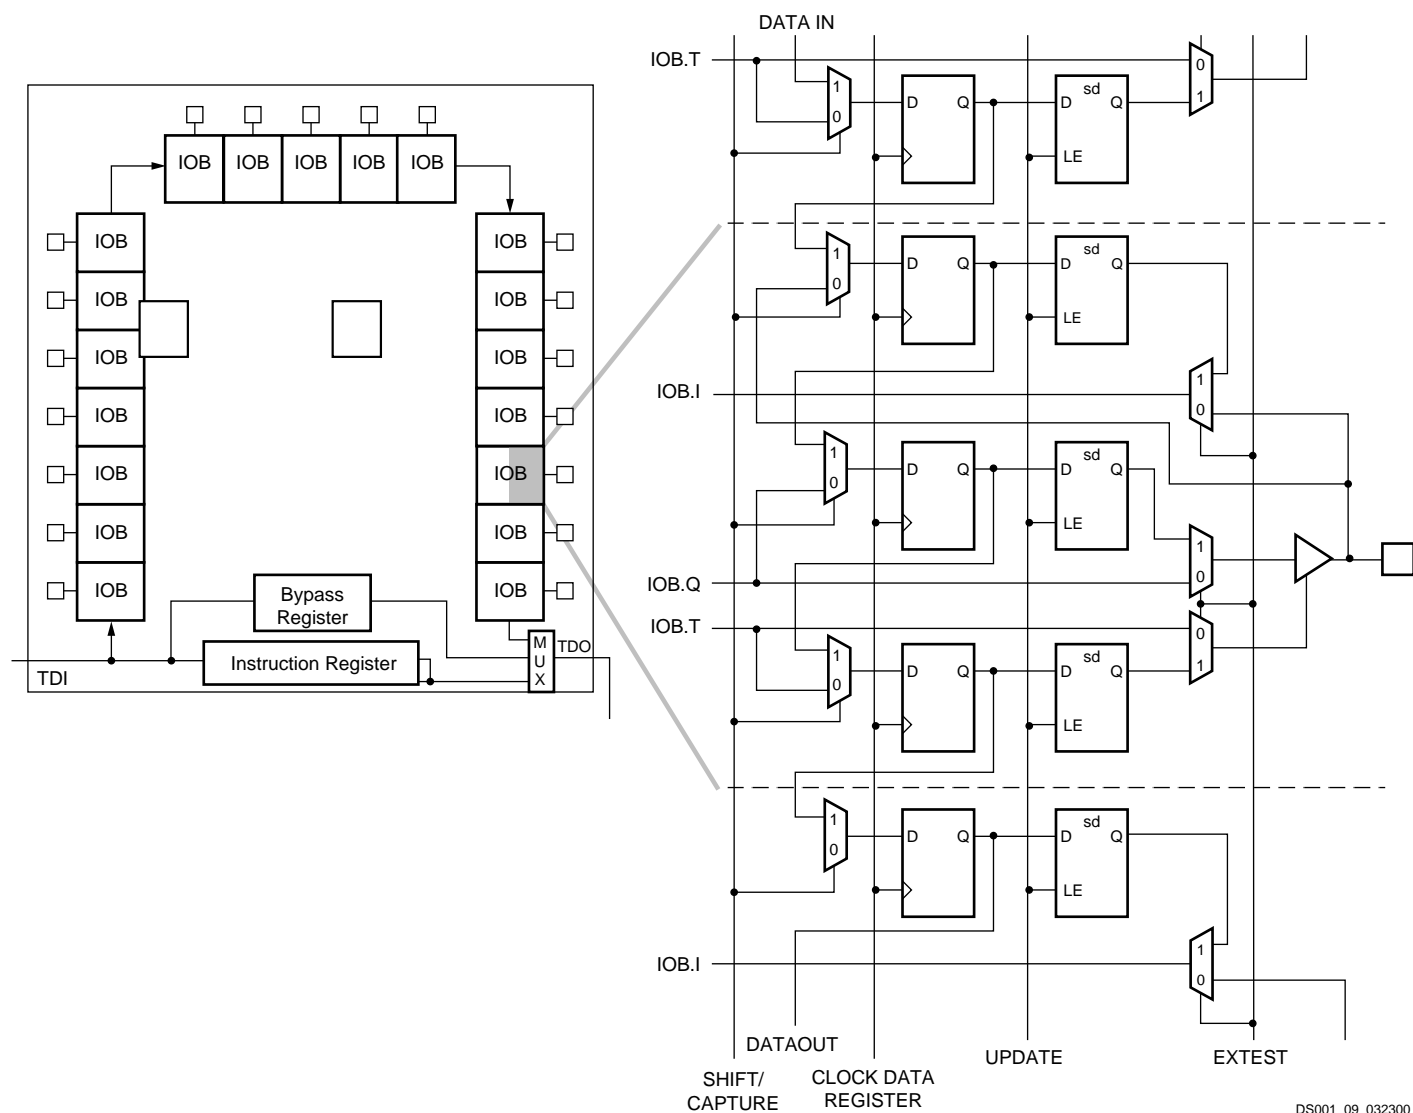 DATA IN
IOB.T
1
0
D Q
D sd Q
LE
0
1
IOB IOB IOB IOB IOB
IOB
IOB
IOB
IOB
IOB
IOB
IOB
IOB
IOB
IOB
IOB
IOB
IOB
IOB
Bypass
Register
Instruction Register
TDI
M
U
X
TDO
1
0
D Q
D sd Q
LE
IOB.I
1
0
1
0
D Q
D sd Q
LE
IOB.Q
1
0
IOB.T
0
1
1
0
D Q
D sd Q
LE
1
0
D Q
D sd Q
LE
IOB.I
1
0
DATAOUT
UPDATE
EXTEST
SHIFT/
CAPTURE
CLOCK DATA
REGISTER
DS001_09_032300